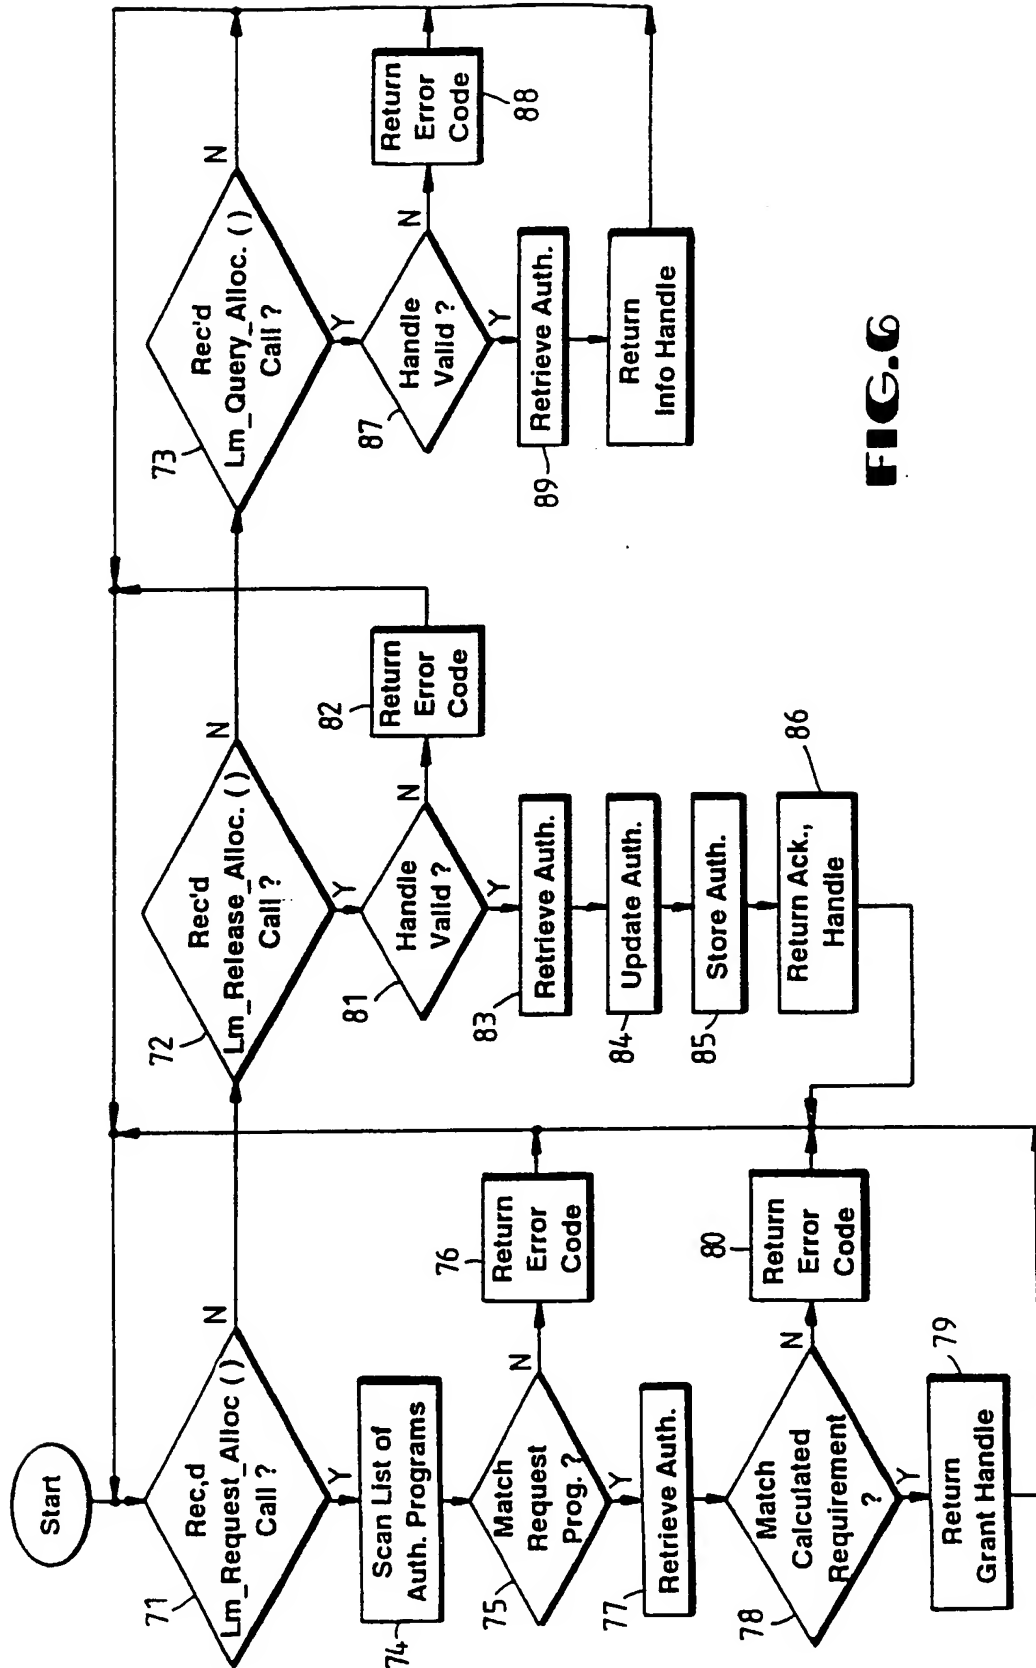 Start
71
Rec,d
Lm_Request_Alloc ( )
Call ?
N
Y
74
Scan List of
Auth. Programs
75
Match
Request
Prog. ?
N
Y
76
Return
Error
Code
77
Retrieve Auth.
78
Match
Calculated
Requirement
?
N
Y
80
Return
Error
Code
79
Return
Grant Handle
72
Rec'd
Lm_Release_Alloc. ( )
Call ?
N
Y
81
Handle
Valid ?
N
Y
82
Return
Error
Code
83
Retrieve Auth.
84
Update Auth.
85
Store Auth.
86
Return Ack.,
Handle
73
Rec'd
Lm_Query_Alloc. ( )
Call ?
N
Y
87
Handle
Valid ?
N
Y
Return
Error
Code
88
89
Retrieve Auth.
Return
Info Handle
FIG.6